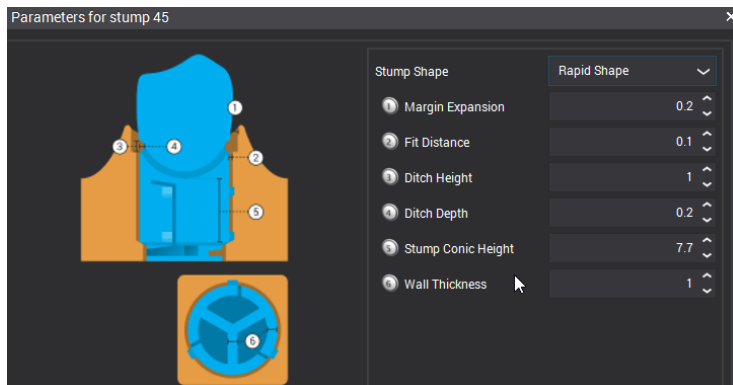 Parameters for stump 45
Stump Shape Rapid Shape
1 Margin Expansion 0.2
2 Fit Distance 0.1
3 Ditch Height 1
4 Ditch Depth 0.2
5 Stump Conic Height 7.7
6 Wall Thickness 1
1
3 4
2
5
6